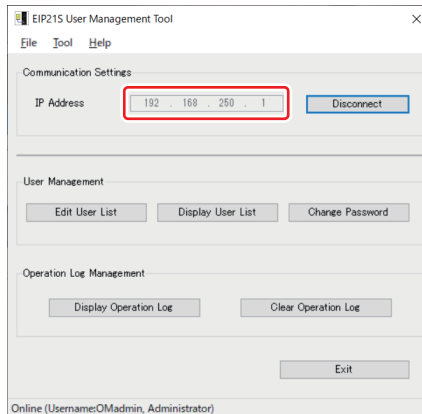 EIP21S User Management Tool
File Tool Help
Communication Settings
IP Address 192 . 168 . 250 . 1 Disconnect
User Management
Edit User List Display User List Change Password
Operation Log Management
Display Operation Log Clear Operation Log
Exit
Online (Username:OMadmin, Administrator)